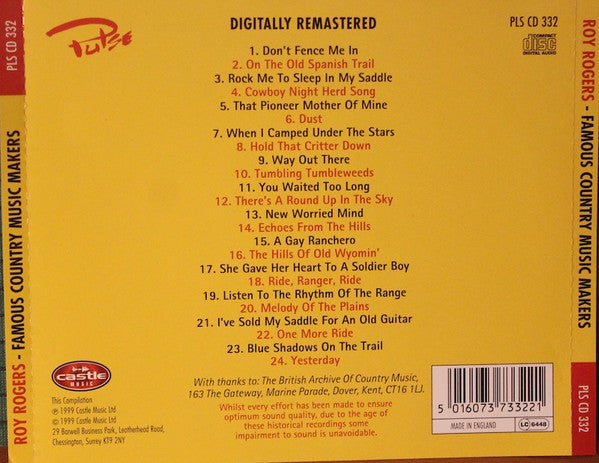 PLS CD 332
ROY ROGERS - FAMOUS COUNTRY MUSIC MAKERS
Pulse
DIGITALLY REMASTERED
PLS CD 332
COMPACT
disc
DIGITAL AUDIO
1. Don't Fence Me In
2. On The Old Spanish Trail
3. Rock Me To Sleep In My Saddle
4. Cowboy Night Herd Song
5. That Pioneer Mother Of Mine
6. Dust
7. When I Camped Under The Stars
8. Hold That Critter Down
9. Way Out There
10. Tumbling Tumbleweeds
11. You Waited Too Long
12. There's A Round Up In The Sky
13. New Worried Mind
14. Echoes From The Hills
15. A Gay Ranchero
16. The Hills Of Old Wyomin'
17. She Gave Her Heart To A Soldier Boy
18. Ride, Ranger, Ride
19. Listen To The Rhythm Of The Range
20. Melody Of The Plains
21. I've Sold My Saddle For An Old Guitar
22. One More Ride
23. Blue Shadows On The Trail
24. Yesterday
castle
MUSIC
This Compilation
℗ 1999 Castle Music Ltd
© 1999 Castle Music Ltd
29 Barwell Business Park, Leatherhead Road,
Chessington, Surrey KT9 2NY
With thanks to: The British Archive Of Country Music,
163 The Gateway, Marine Parade, Dover, Kent, CT16 1LJ.
Whilst every effort has been made to ensure
optimum sound quality, due to the age of
these historical recordings some
impairment to sound is unavoidable.
5 016073 733221
MADE IN ENGLAND
LC 6448
ROY ROGERS - FAMOUS COUNTRY MUSIC MAKERS
PLS CD 332